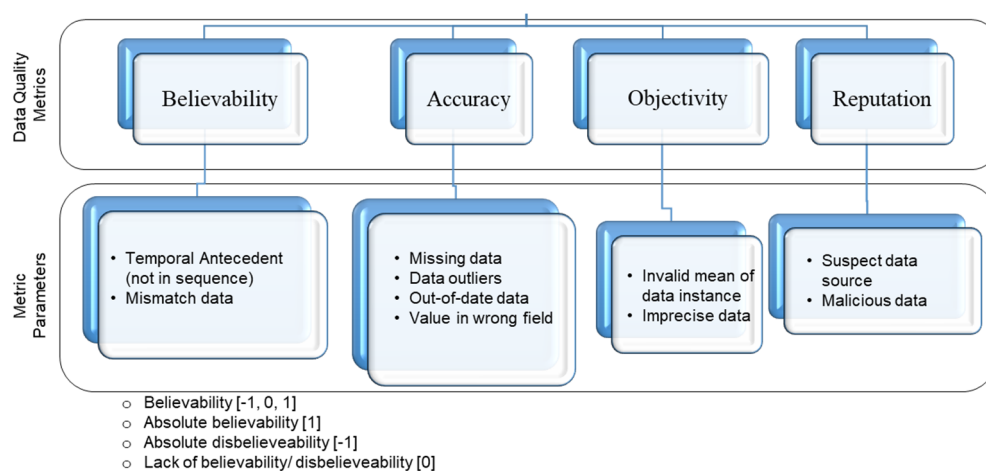 Data Quality
Metrics
Believability
Accuracy
Objectivity
Reputation
Metric
Parameters
• Temporal Antecedent
(not in sequence)
• Mismatch data
• Missing data
• Data outliers
• Out-of-date data
• Value in wrong field
• Invalid mean of
data instance
• Imprecise data
• Suspect data
source
• Malicious data
o Believability [-1, 0, 1]
o Absolute believability [1]
o Absolute disbelieveability [-1]
o Lack of believability/ disbelieveability [0]